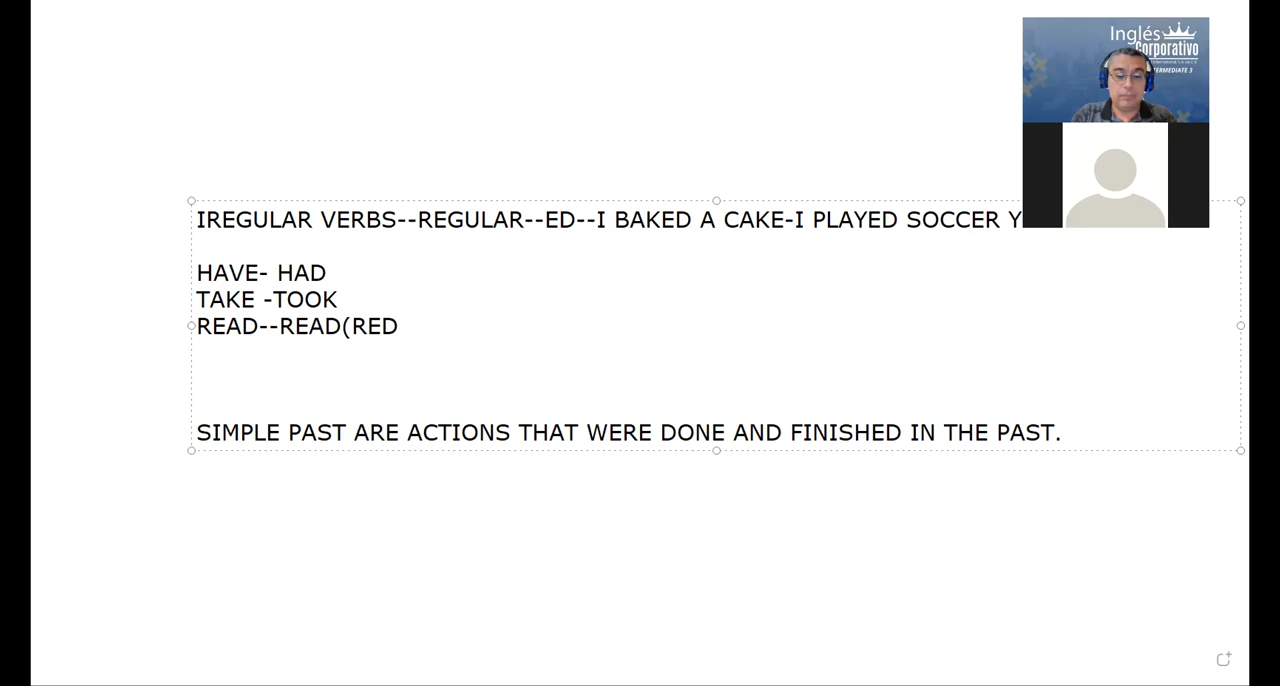 Inglés
Corporativo
IREGULAR VERBS--REGULAR--ED--I BAKED A CAKE-I PLAYED SOCCER Y
HAVE- HAD
TAKE -TOOK
READ--READ(RED
SIMPLE PAST ARE ACTIONS THAT WERE DONE AND FINISHED IN THE PAST.